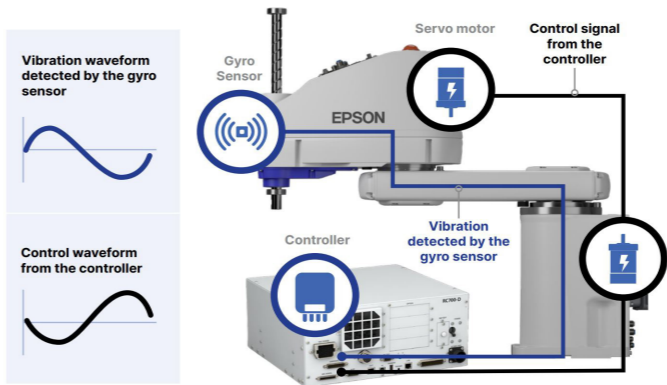 Vibration waveform
detected by the gyro
sensor
Control waveform
from the controller
Gyro
Sensor
Servo motor
Control signal
from the
controller
EPSON
Vibration
detected by the
gyro sensor
Controller
RC700-D